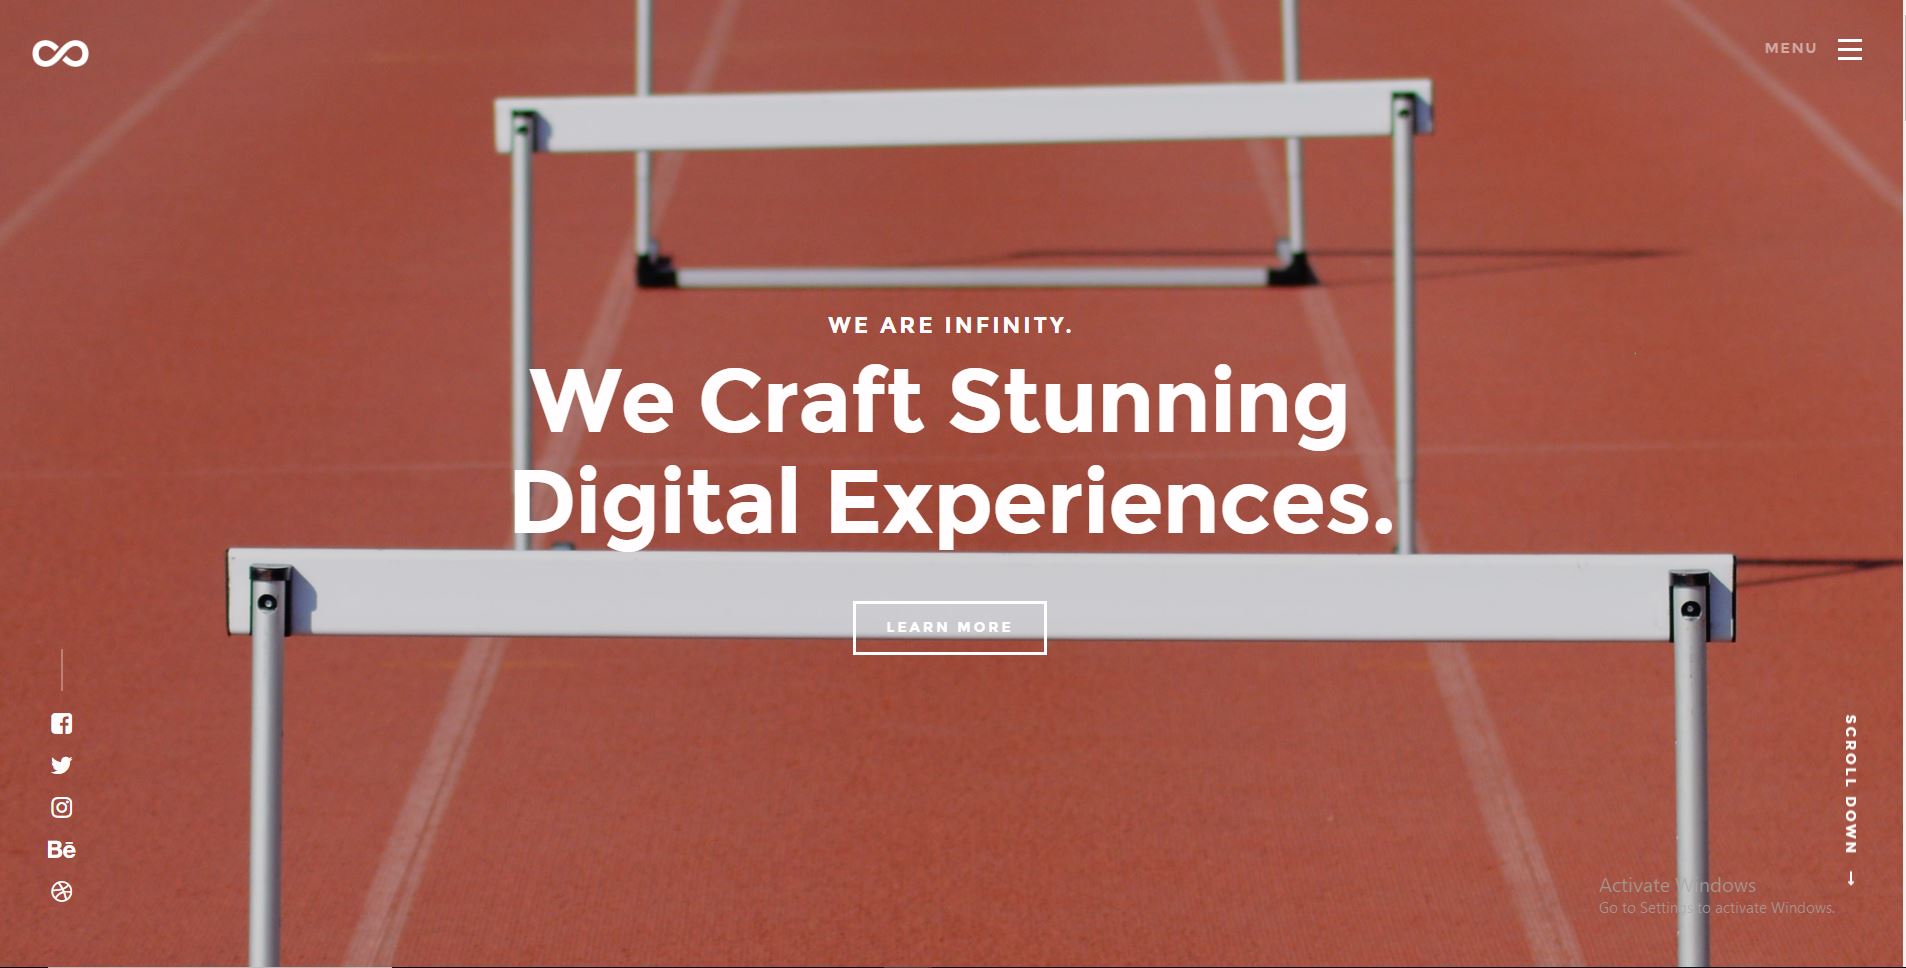 MENU
WE ARE INFINITY.
We Craft Stunning
Digital Experiences.
LEARN MORE
Bē
SCROLL DOWN
Activate Windows
Go to Settings to activate Windows.